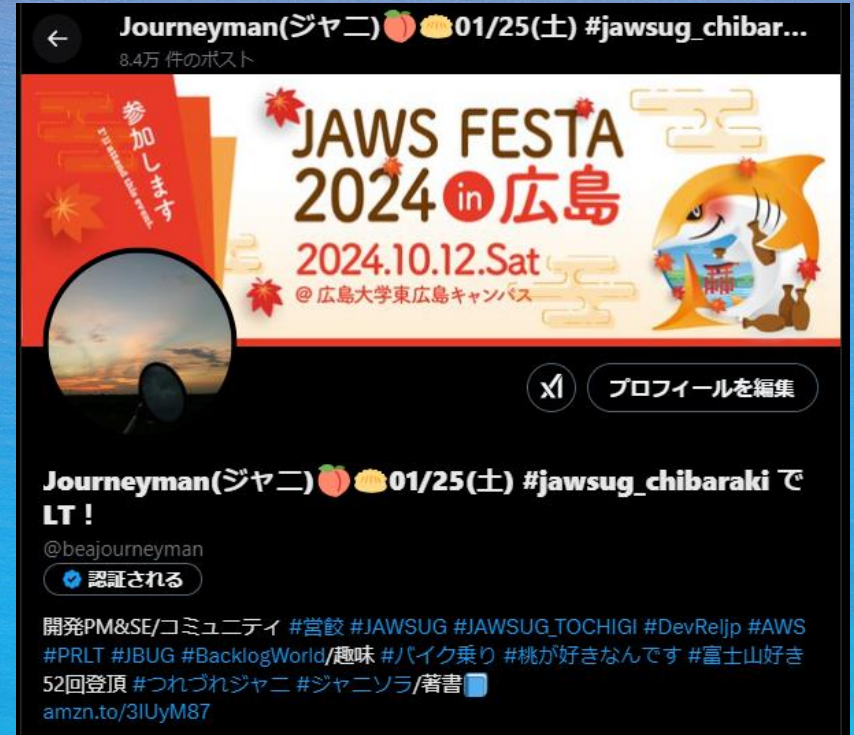 Journeyman(ジャニ)🍑🥟01/25(土) #jawsug_chibar...
8.4万 件のポスト
参加します
I'll attend this event.
JAWS FESTA
2024 in 広島
2024.10.12.Sat
@ 広島大学東広島キャンパス
プロフィールを編集
Journeyman(ジャニ)🍑🥟01/25(土) #jawsug_chibaraki で
LT!
@beajourneyman
認証される
開発PM&SE/コミュニティ #営餃 #JAWSUG #JAWSUG_TOCHIGI #DevReljp #AWS
#PRLT #JBUG #BacklogWorld/趣味 #バイク乗り #桃が好きなんです #富士山好き
52回登頂 #つれづれジャニ #ジャニソラ/著書📘
amzn.to/3IUyM87